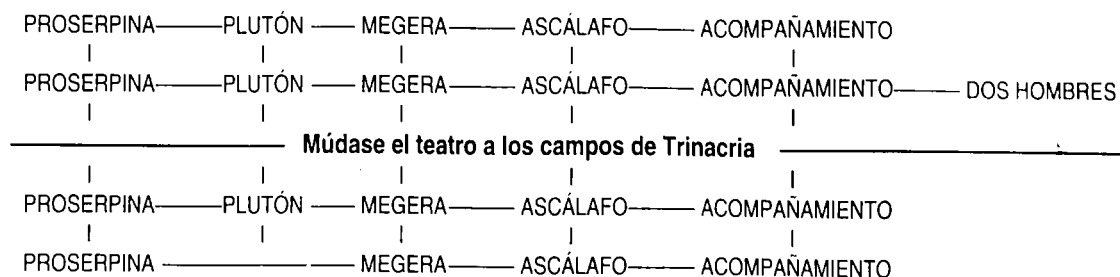 PROSERPINA PLUTÓN MEGERA ASCÁLAFO ACOMPAÑAMIENTO
PROSERPINA PLUTÓN MEGERA ASCÁLAFO ACOMPAÑAMIENTO DOS HOMBRES
Múdase el teatro a los campos de Trinacria
PROSERPINA PLUTÓN MEGERA ASCÁLAFO ACOMPAÑAMIENTO
PROSERPINA MEGERA ASCÁLAFO ACOMPAÑAMIENTO